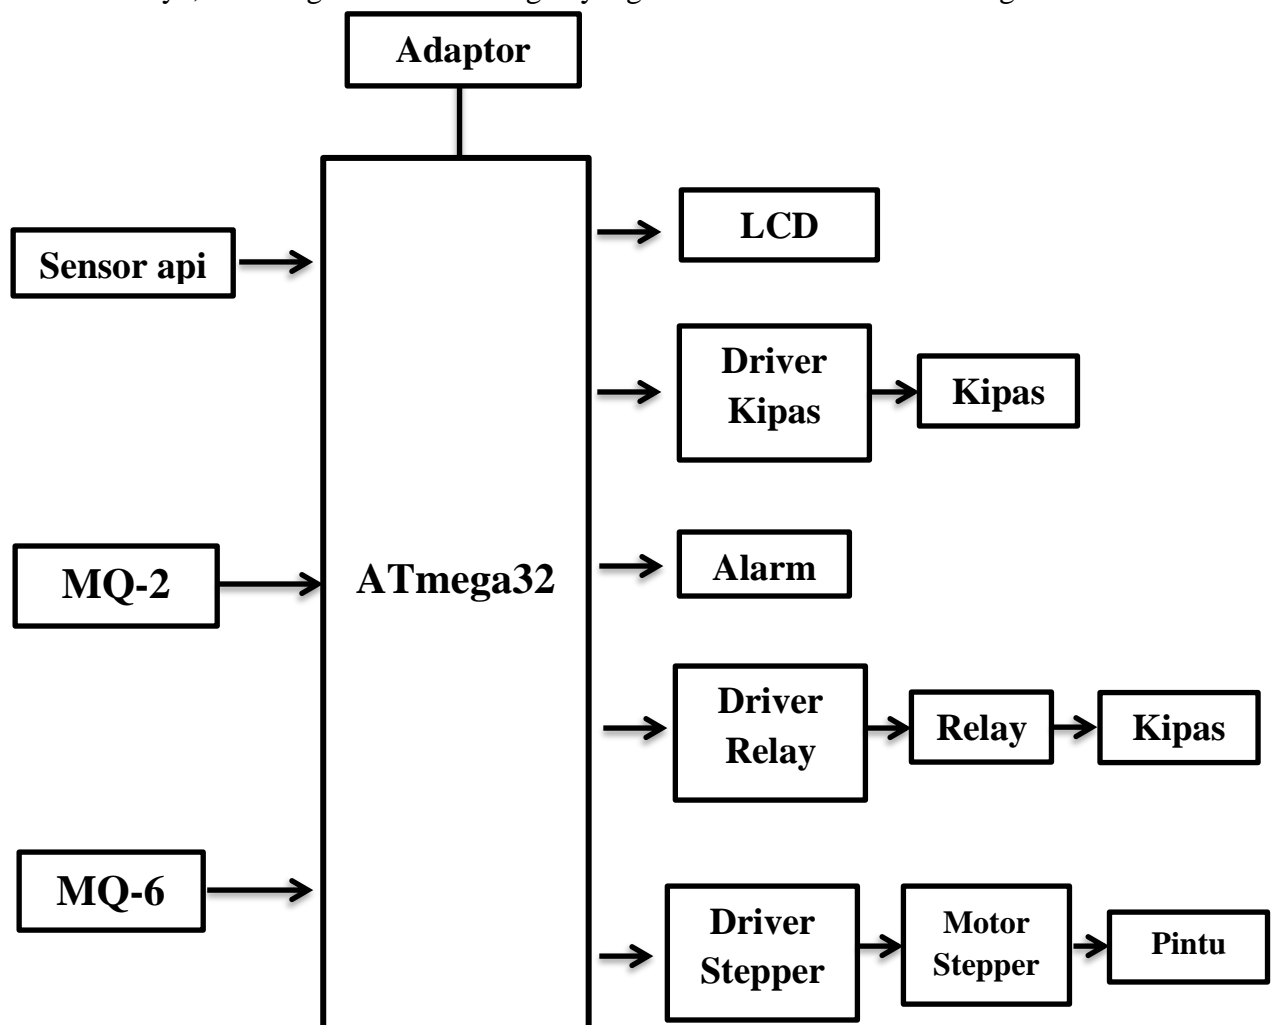 Adaptor
LCD
Sensor api
Driver
Kipas
Kipas
ATmega32
Alarm
MQ-2
Driver
Relay
Relay
Kipas
MQ-6
Driver
Stepper
Motor
Stepper
Pintu